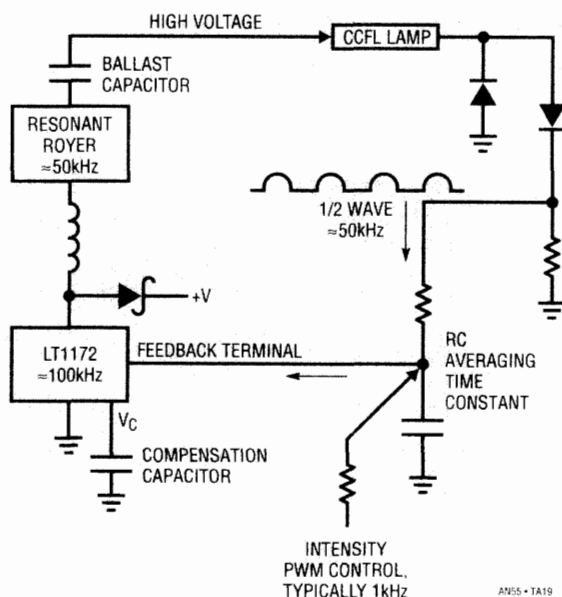 HIGH VOLTAGE
CCFL LAMP
BALLAST
CAPACITOR
RESONANT
ROYER
≈50kHz
1/2 WAVE
≈50kHz
+V
LT1172
≈100kHz
FEEDBACK TERMINAL
RC
AVERAGING
TIME
CONSTANT
VC
COMPENSATION
CAPACITOR
INTENSITY
PWM CONTROL,
TYPICALLY 1kHz
AN55 • TA19